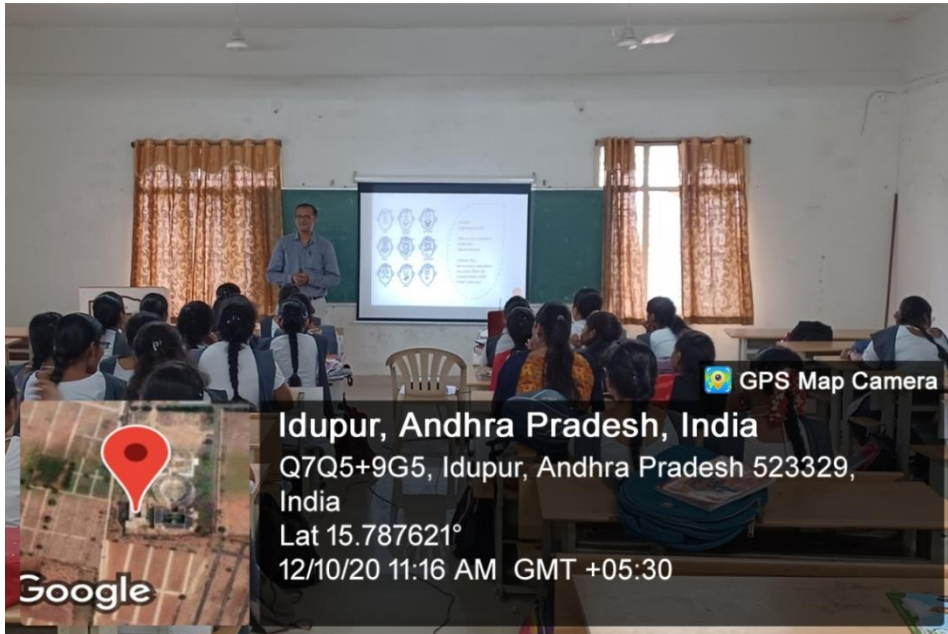 GPS Map Camera
Idupur, Andhra Pradesh, India
Q7Q5+9G5, Idupur, Andhra Pradesh 523329,
India
Lat 15.787621°
12/10/20 11:16 AM GMT +05:30
Google